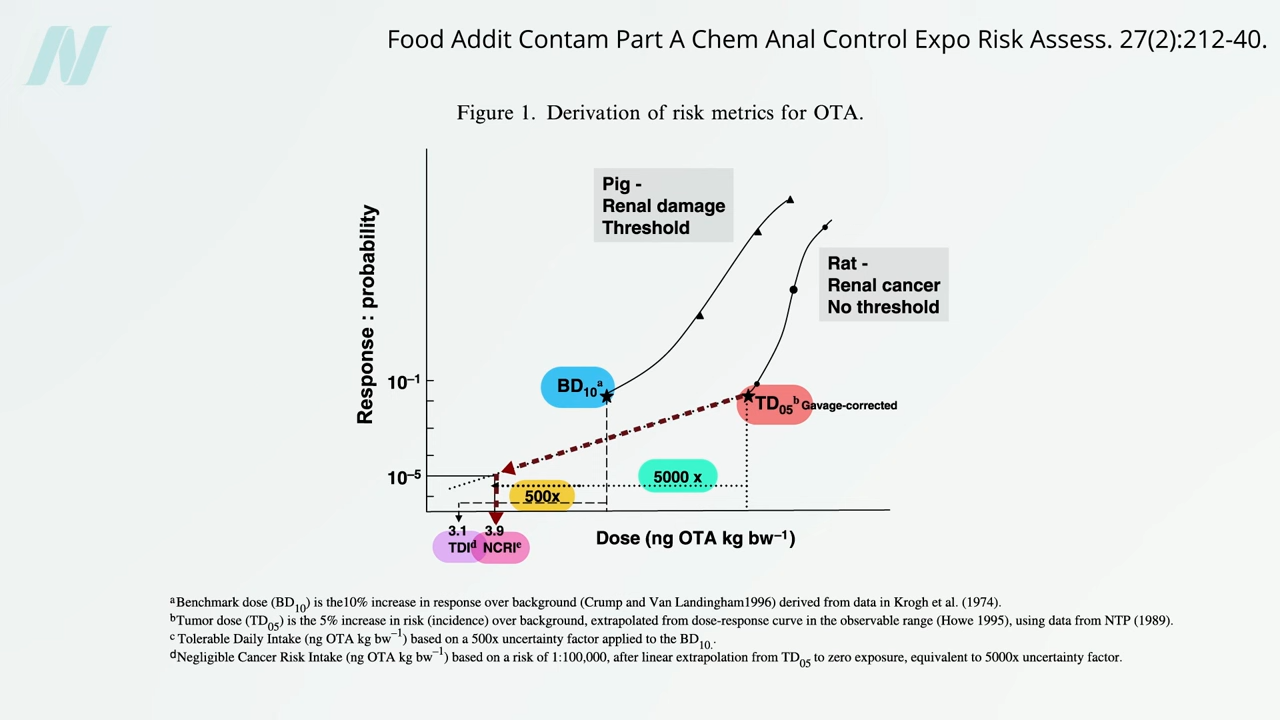 Food Addit Contam Part A Chem Anal Control Expo Risk Assess. 27(2):212-40.
Figure 1. Derivation of risk metrics for OTA.
Pig -
Renal damage
Threshold
Rat -
Renal cancer
No threshold
Response : probability
10⁻¹
BD₁₀ᵃ
TD₀₅ᵇ Gavage-corrected
10⁻⁵
5000 x
500x
3.1 3.9
TDIᵈ NCRIᵉ
Dose (ng OTA kg bw⁻¹)
ᵃBenchmark dose (BD₁₀) is the10% increase in response over background (Crump and Van Landingham1996) derived from data in Krogh et al. (1974).
ᵇTumor dose (TD₀₅) is the 5% increase in risk (incidence) over background, extrapolated from dose-response curve in the observable range (Howe 1995), using data from NTP (1989).
ᶜ Tolerable Daily Intake (ng OTA kg bw⁻¹) based on a 500x uncertainty factor applied to the BD₁₀..
ᵈNegligible Cancer Risk Intake (ng OTA kg bw⁻¹) based on a risk of 1:100,000, after linear extrapolation from TD₀₅ to zero exposure, equivalent to 5000x uncertainty factor.